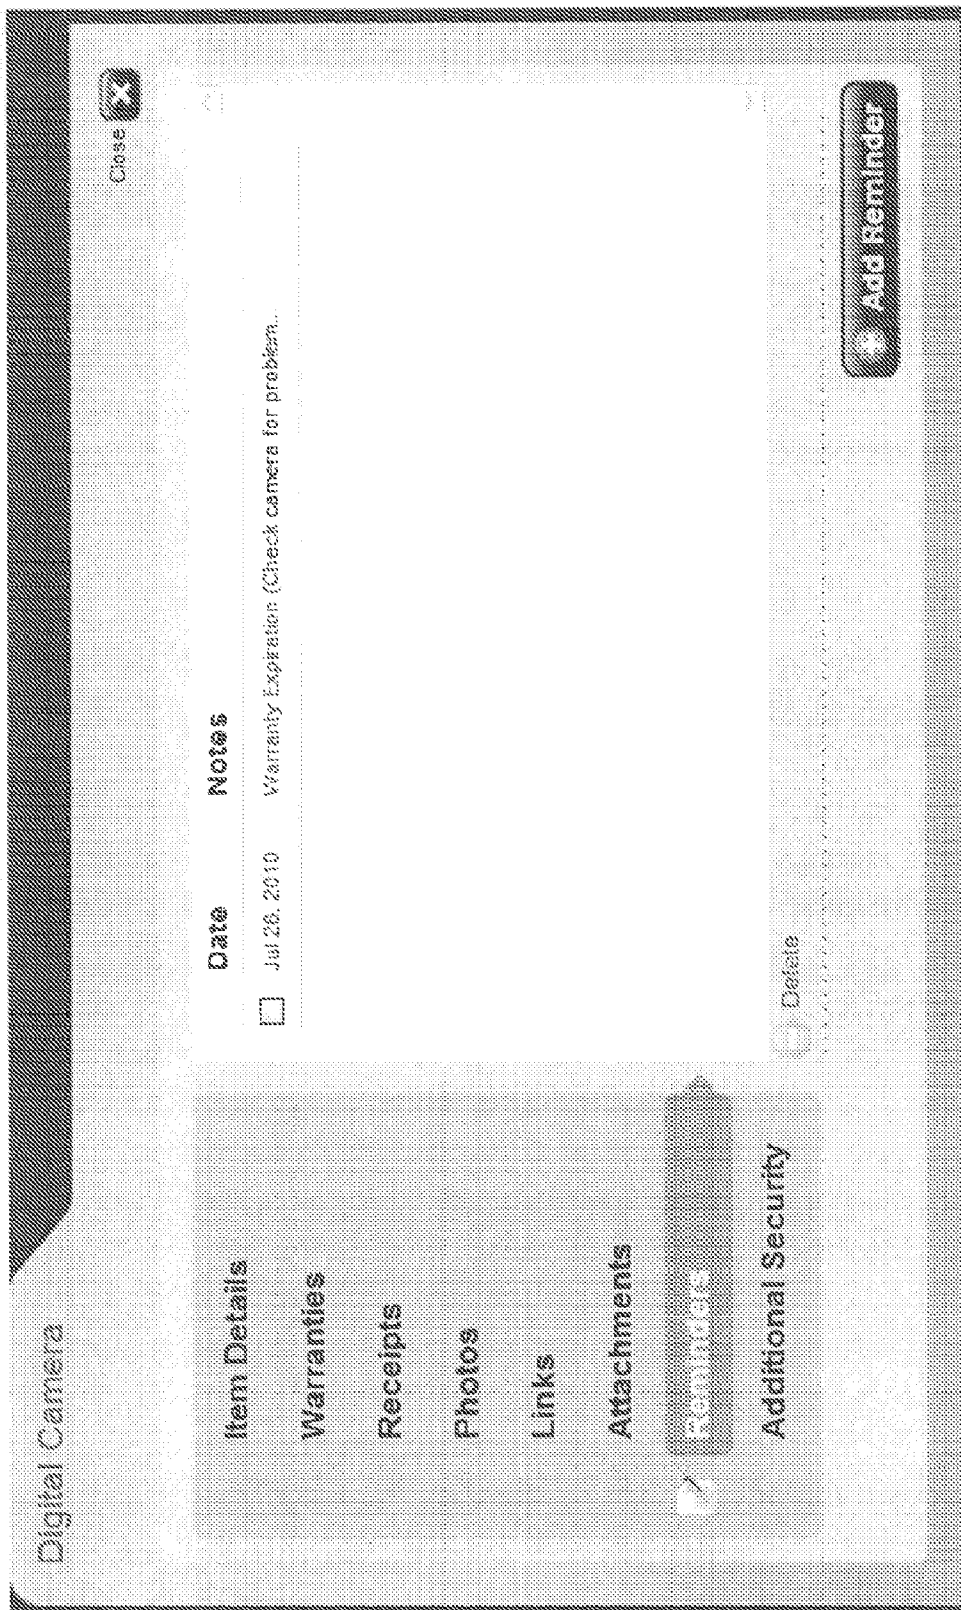 Digital Camera
Close X
Item Details
Warranties
Receipts
Photos
Links
Attachments
Reminders
Additional Security
Date Notes
Jul 28, 2010 Warranty Expiration (Check camera for problem..
Delete
Add Reminder